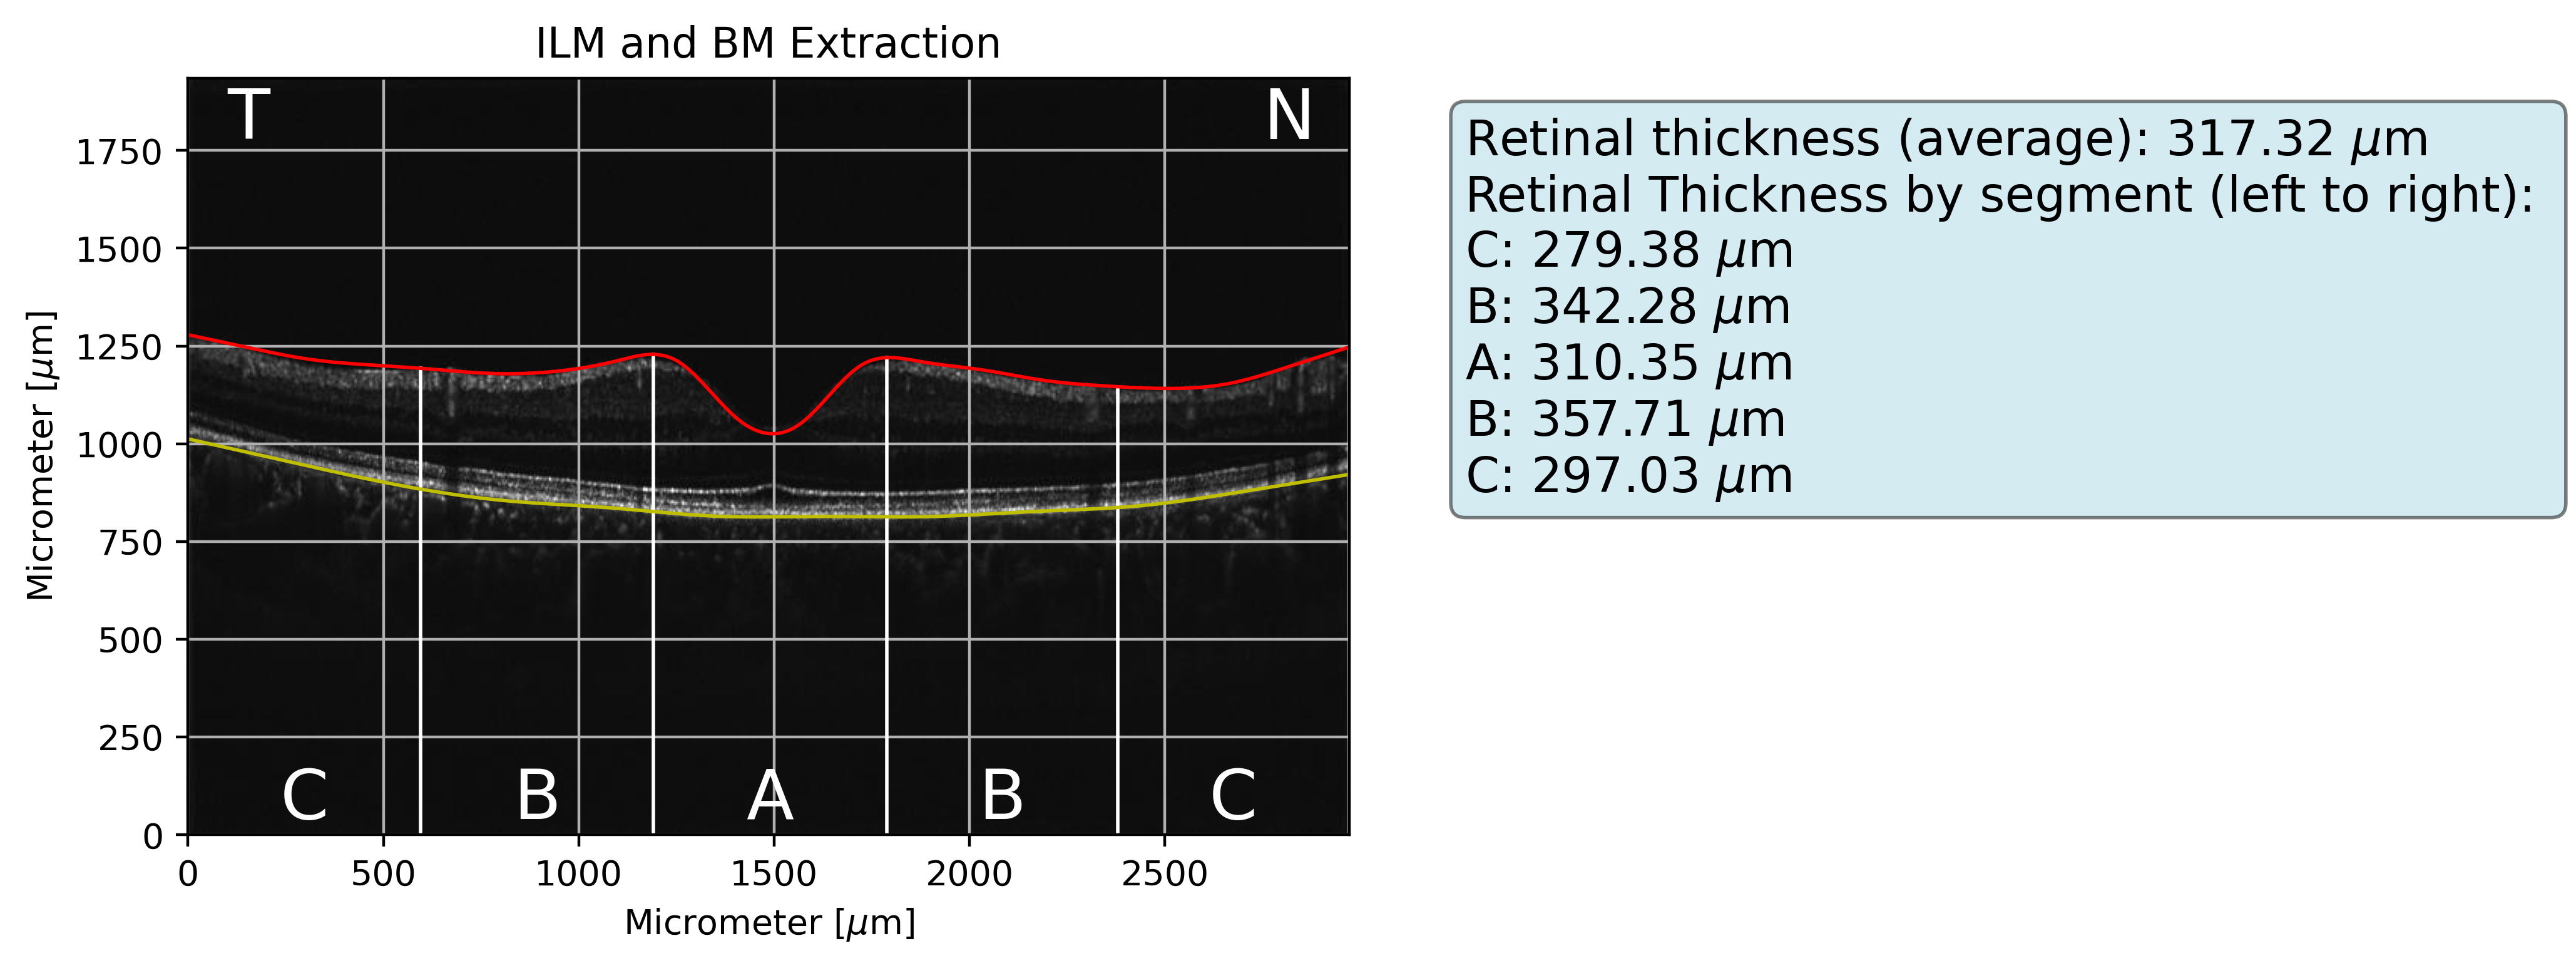 ILM and BM Extraction
T
N
Micrometer [μm]
1750
1500
1250
1000
750
500
250
0
C
B
A
B
C
0
500
1000
1500
2000
2500
Micrometer [μm]
Retinal thickness (average): 317.32 μm
Retinal Thickness by segment (left to right):
C: 279.38 μm
B: 342.28 μm
A: 310.35 μm
B: 357.71 μm
C: 297.03 μm